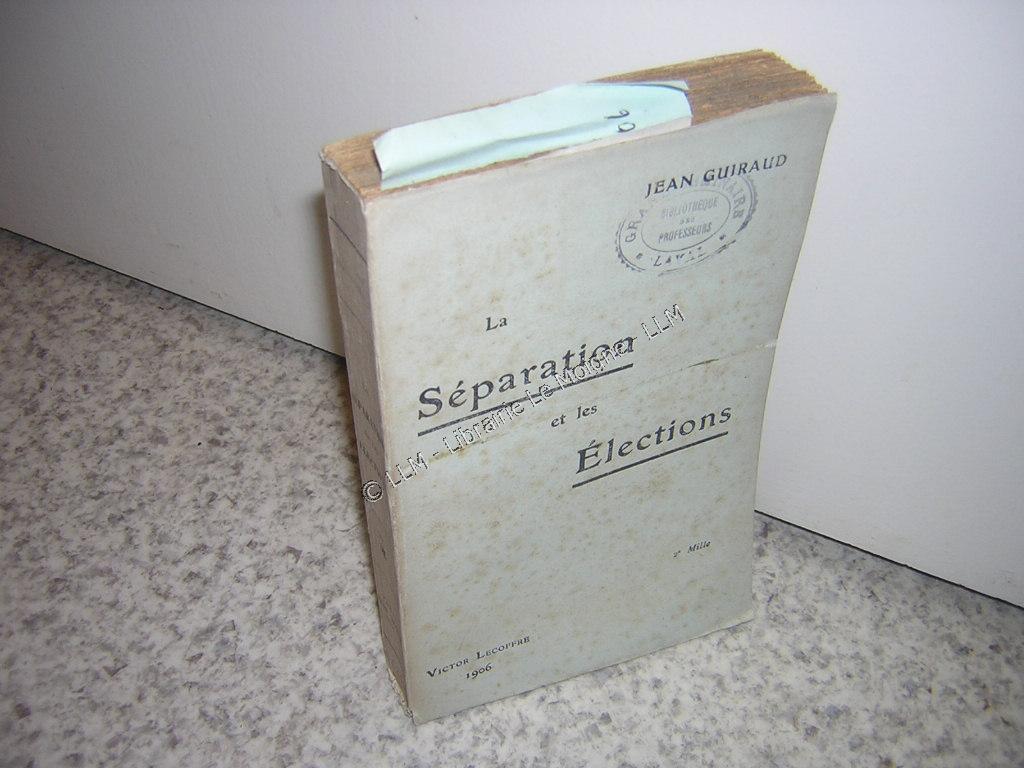 JEAN GUIRAUD
BIBLIOTHÈQUE
DES
PROFESSEURS
LAVAL
La
Séparation
et les
Élections
2e Mille
VICTOR LECOFFRE
1906
© LLM - Librairie Le Moigne - LLM